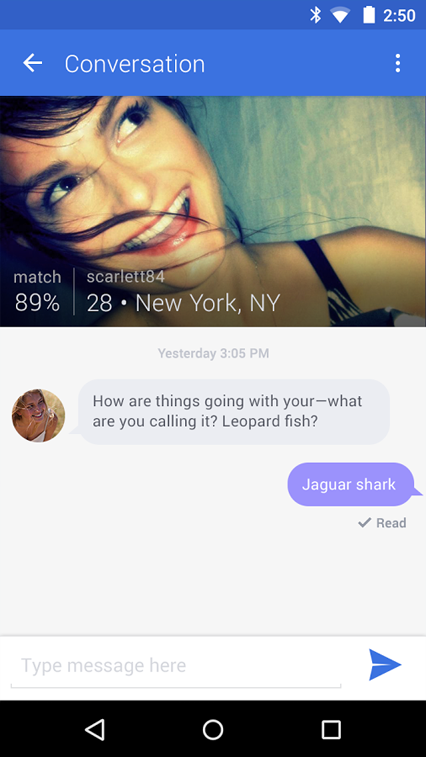 2:50
Conversation
match
scarlett84
89%
28 • New York, NY
Yesterday 3:05 PM
How are things going with your—what
are you calling it? Leopard fish?
Jaguar shark
Read
Type message here